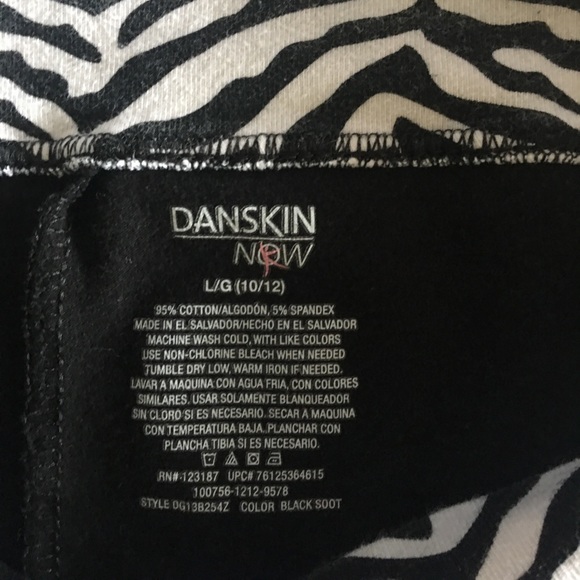 DANSKIN
NOW
L/G (10/12)
95% COTTON/ALGODÓN, 5% SPANDEX
MADE IN EL SALVADOR/HECHO EN EL SALVADOR
MACHINE WASH COLD, WITH LIKE COLORS
USE NON-CHLORINE BLEACH WHEN NEEDED
TUMBLE DRY LOW, WARM IRON IF NEEDED.
LAVAR A MAQUINA CON AGUA FRIA, CON COLORES
SIMILARES. USAR SOLAMENTE BLANQUEADOR
SIN CLORO SI ES NECESARIO. SECAR A MAQUINA
CON TEMPERATURA BAJA. PLANCHAR CON
PLANCHA TIBIA SI ES NECESARIO.
RN#-123187 UPC# 76125364615
100756-1212-9578
STYLE DG13B254Z COLOR BLACK SOOT